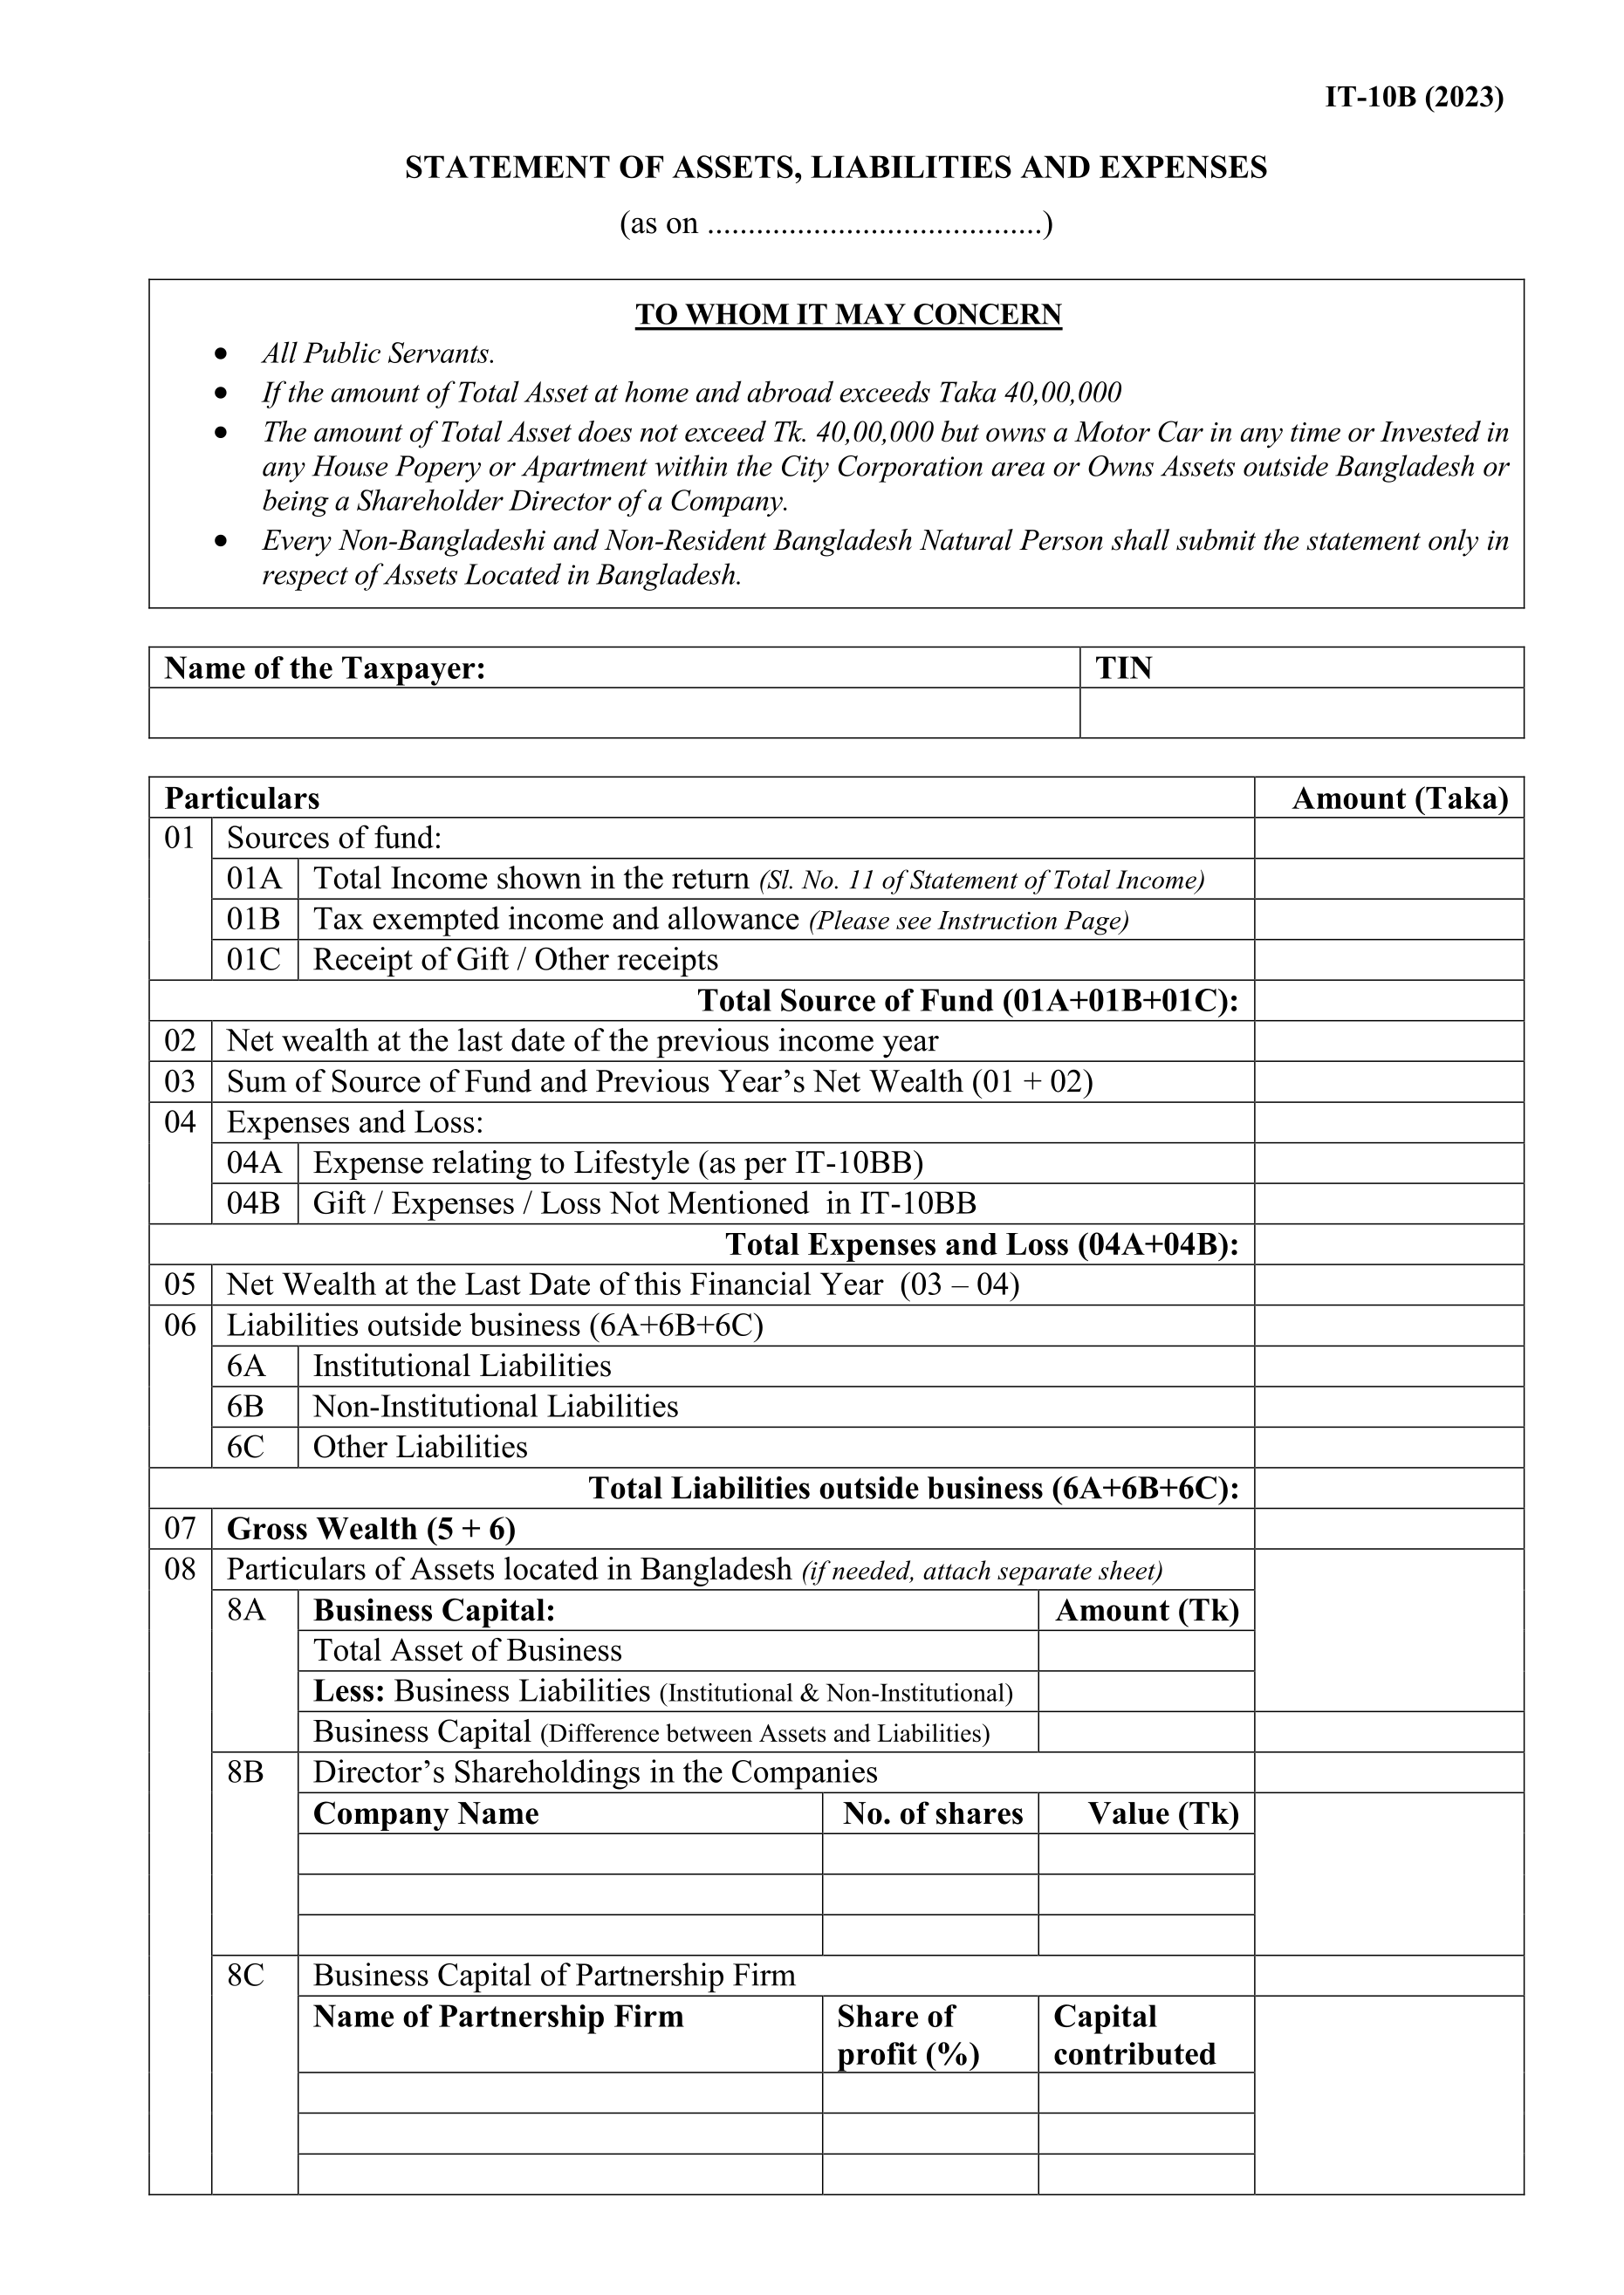 IT-10B (2023)
STATEMENT OF ASSETS, LIABILITIES AND EXPENSES
(as on .........................................)
TO WHOM IT MAY CONCERN
• All Public Servants.
• If the amount of Total Asset at home and abroad exceeds Taka 40,00,000
• The amount of Total Asset does not exceed Tk. 40,00,000 but owns a Motor Car in any time or Invested in
any House Popery or Apartment within the City Corporation area or Owns Assets outside Bangladesh or
being a Shareholder Director of a Company.
• Every Non-Bangladeshi and Non-Resident Bangladesh Natural Person shall submit the statement only in
respect of Assets Located in Bangladesh.
Name of the Taxpayer: TIN
Particulars Amount (Taka)
01 Sources of fund:
01A Total Income shown in the return (Sl. No. 11 of Statement of Total Income)
01B Tax exempted income and allowance (Please see Instruction Page)
01C Receipt of Gift / Other receipts
Total Source of Fund (01A+01B+01C):
02 Net wealth at the last date of the previous income year
03 Sum of Source of Fund and Previous Year’s Net Wealth (01 + 02)
04 Expenses and Loss:
04A Expense relating to Lifestyle (as per IT-10BB)
04B Gift / Expenses / Loss Not Mentioned in IT-10BB
Total Expenses and Loss (04A+04B):
05 Net Wealth at the Last Date of this Financial Year (03 – 04)
06 Liabilities outside business (6A+6B+6C)
6A Institutional Liabilities
6B Non-Institutional Liabilities
6C Other Liabilities
Total Liabilities outside business (6A+6B+6C):
07 Gross Wealth (5 + 6)
08 Particulars of Assets located in Bangladesh (if needed, attach separate sheet)
8A Business Capital: Amount (Tk)
Total Asset of Business
Less: Business Liabilities (Institutional & Non-Institutional)
Business Capital (Difference between Assets and Liabilities)
8B Director’s Shareholdings in the Companies
Company Name No. of shares Value (Tk)
8C Business Capital of Partnership Firm
Name of Partnership Firm Share of Capital
profit (%) contributed